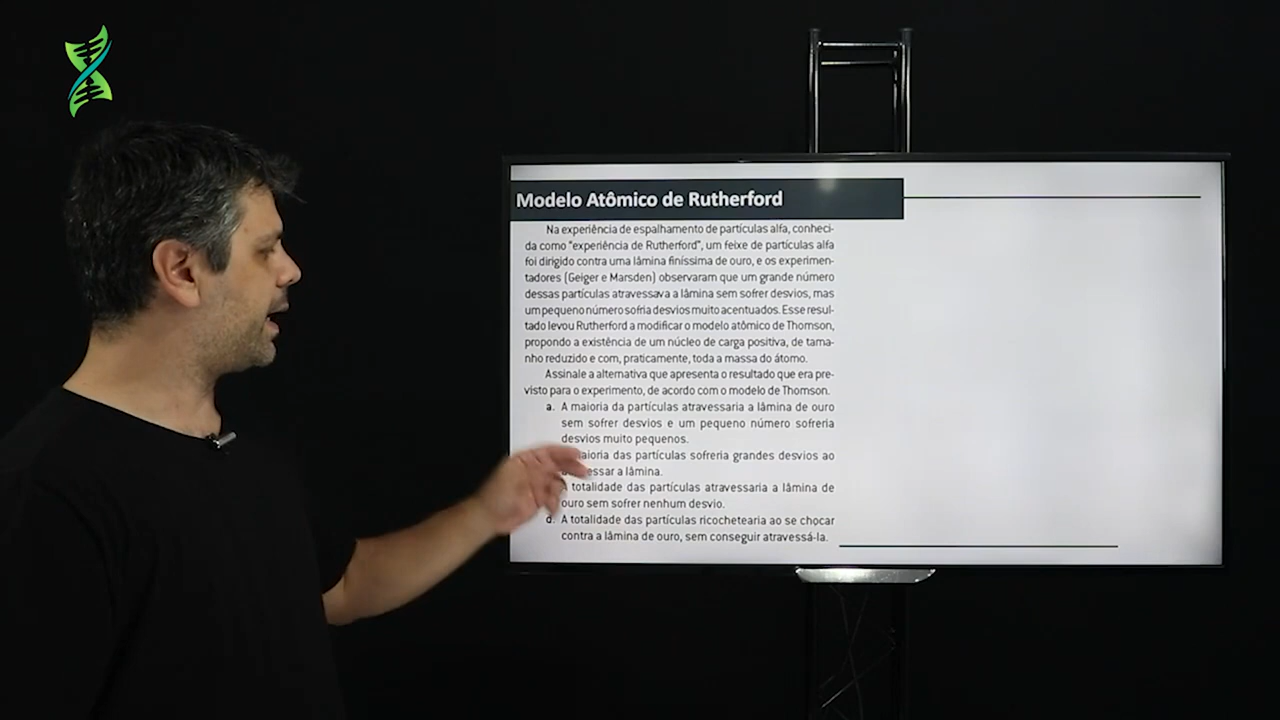 Modelo Atômico de Rutherford
Na experiência de espalhamento de partículas alfa, conheci-
da como "experiência de Rutherford", um feixe de partículas alfa
foi dirigido contra uma lâmina finíssima de ouro, e os experimen-
tadores (Geiger e Marsden) observaram que um grande número
dessas partículas atravessava a lâmina sem sofrer desvios, mas
um pequeno número sofria desvios muito acentuados. Esse resul-
tado levou Rutherford a modificar o modelo atômico de Thomson,
propondo a existência de um núcleo de carga positiva, de tama-
nho reduzido e com, praticamente, toda a massa do átomo.
Assinale a alternativa que apresenta o resultado que era pre-
visto para o experimento, de acordo com o modelo de Thomson.
a. A maioria da partículas atravessaria a lâmina de ouro
sem sofrer desvios e um pequeno número sofreria
desvios muito pequenos.
das partículas sofreria grandes desvios ao
a lâmina.
A totalidade das partículas atravessaria a lâmina de
ouro sem sofrer nenhum desvio.
d. A totalidade das partículas ricochetearia ao se chocar
contra a lâmina de ouro, sem conseguir atravessá-la.